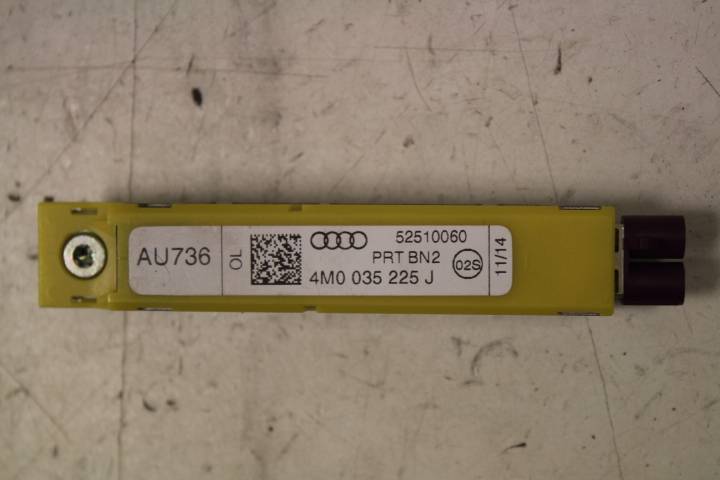 AU736
OL
52510060
PRT BN2
02S
4M0 035 225 J
11/14